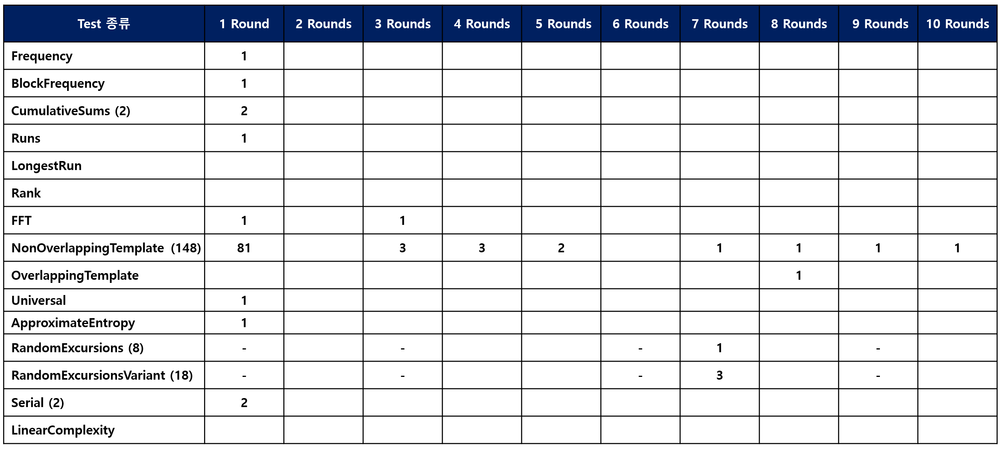 Test 종류 1 Round 2 Rounds 3 Rounds 4 Rounds 5 Rounds 6 Rounds 7 Rounds 8 Rounds 9 Rounds 10 Rounds
Frequency 1
BlockFrequency 1
CumulativeSums (2) 2
Runs 1
LongestRun
Rank
FFT 1 1
NonOverlappingTemplate (148) 81 3 3 2 1 1 1 1
OverlappingTemplate 1
Universal 1
ApproximateEntropy 1
RandomExcursions (8) - - - 1 -
RandomExcursionsVariant (18) - - - 3 -
Serial (2) 2
LinearComplexity